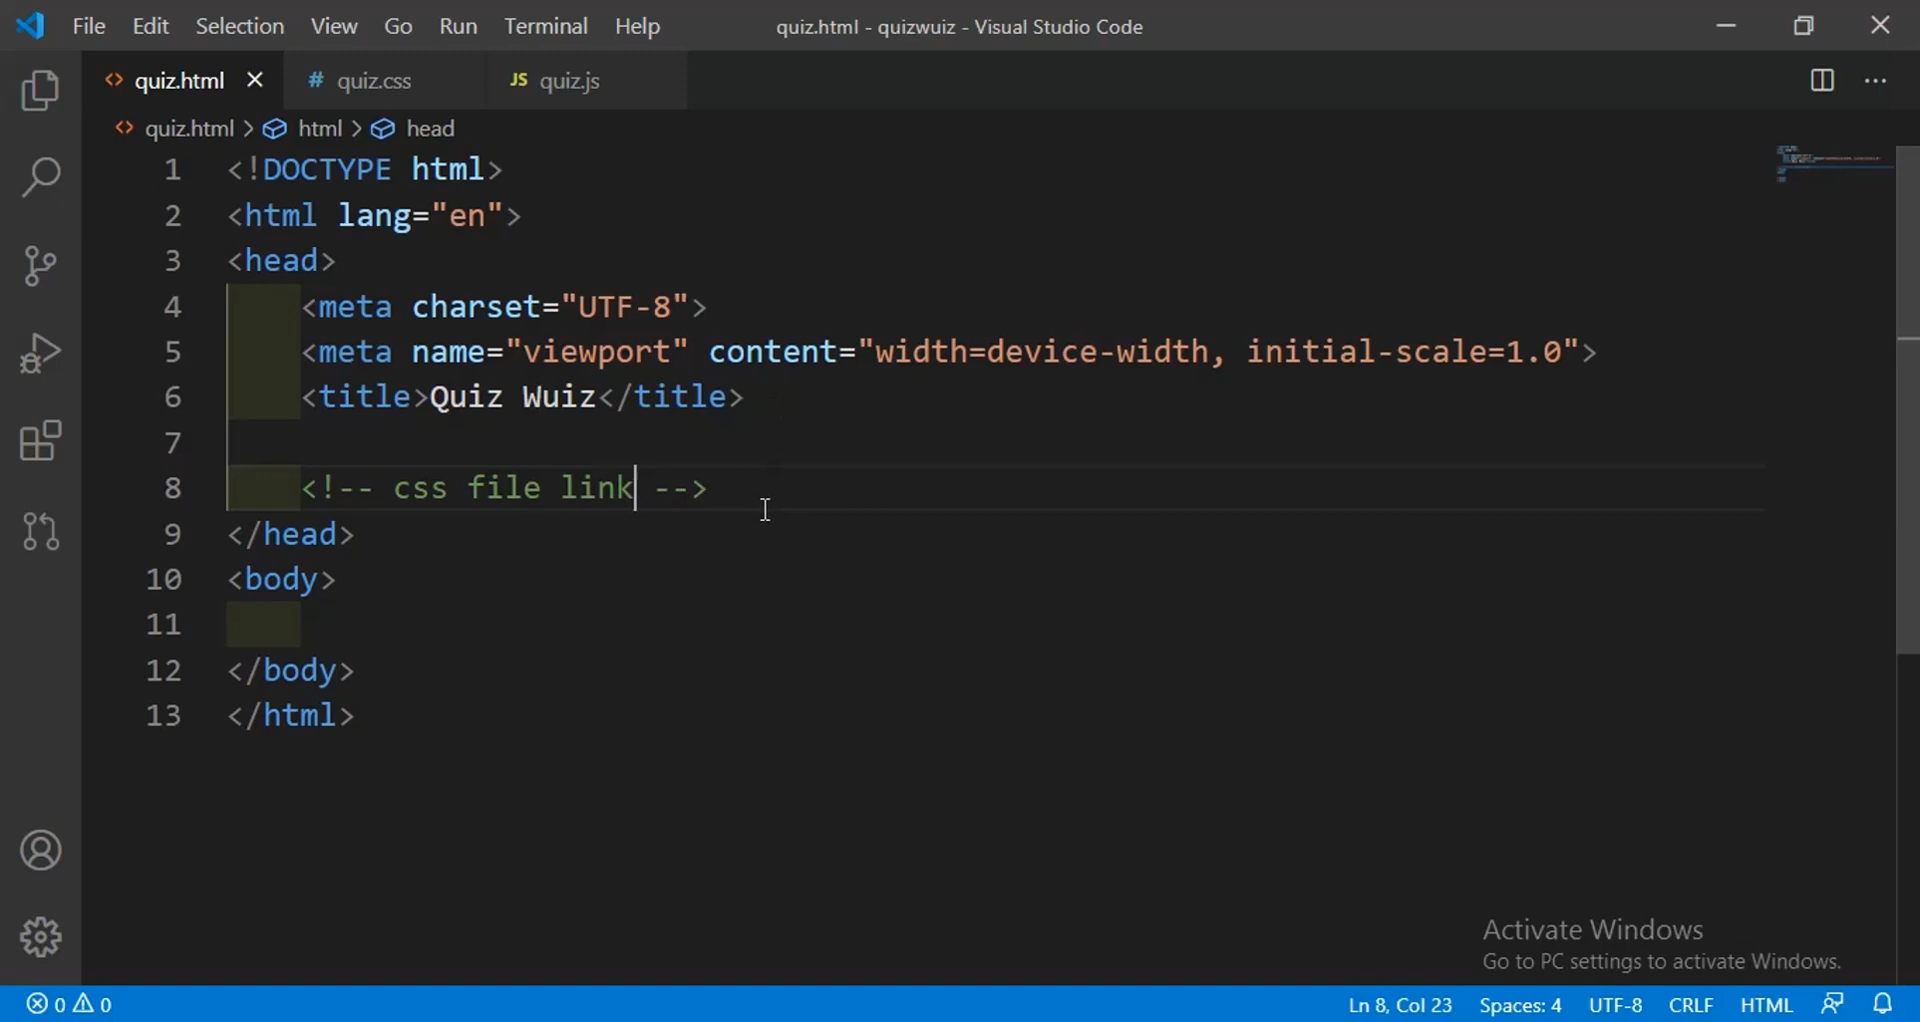 File Edit Selection View Go Run Terminal Help quiz.html - quizwuiz - Visual Studio Code
quiz.html quiz.css JS quiz.js
quiz.html > html > head
1 <!DOCTYPE html>
2 <html lang="en">
3 <head>
4 <meta charset="UTF-8">
5 <meta name="viewport" content="width=device-width, initial-scale=1.0">
6 <title>Quiz Wuiz</title>
7
8 <!-- css file link -->
9 </head>
10 <body>
11
12 </body>
13 </html>
Activate Windows
Go to PC settings to activate Windows.
0 0 Ln 8, Col 23 Spaces: 4 UTF-8 CRLF HTML